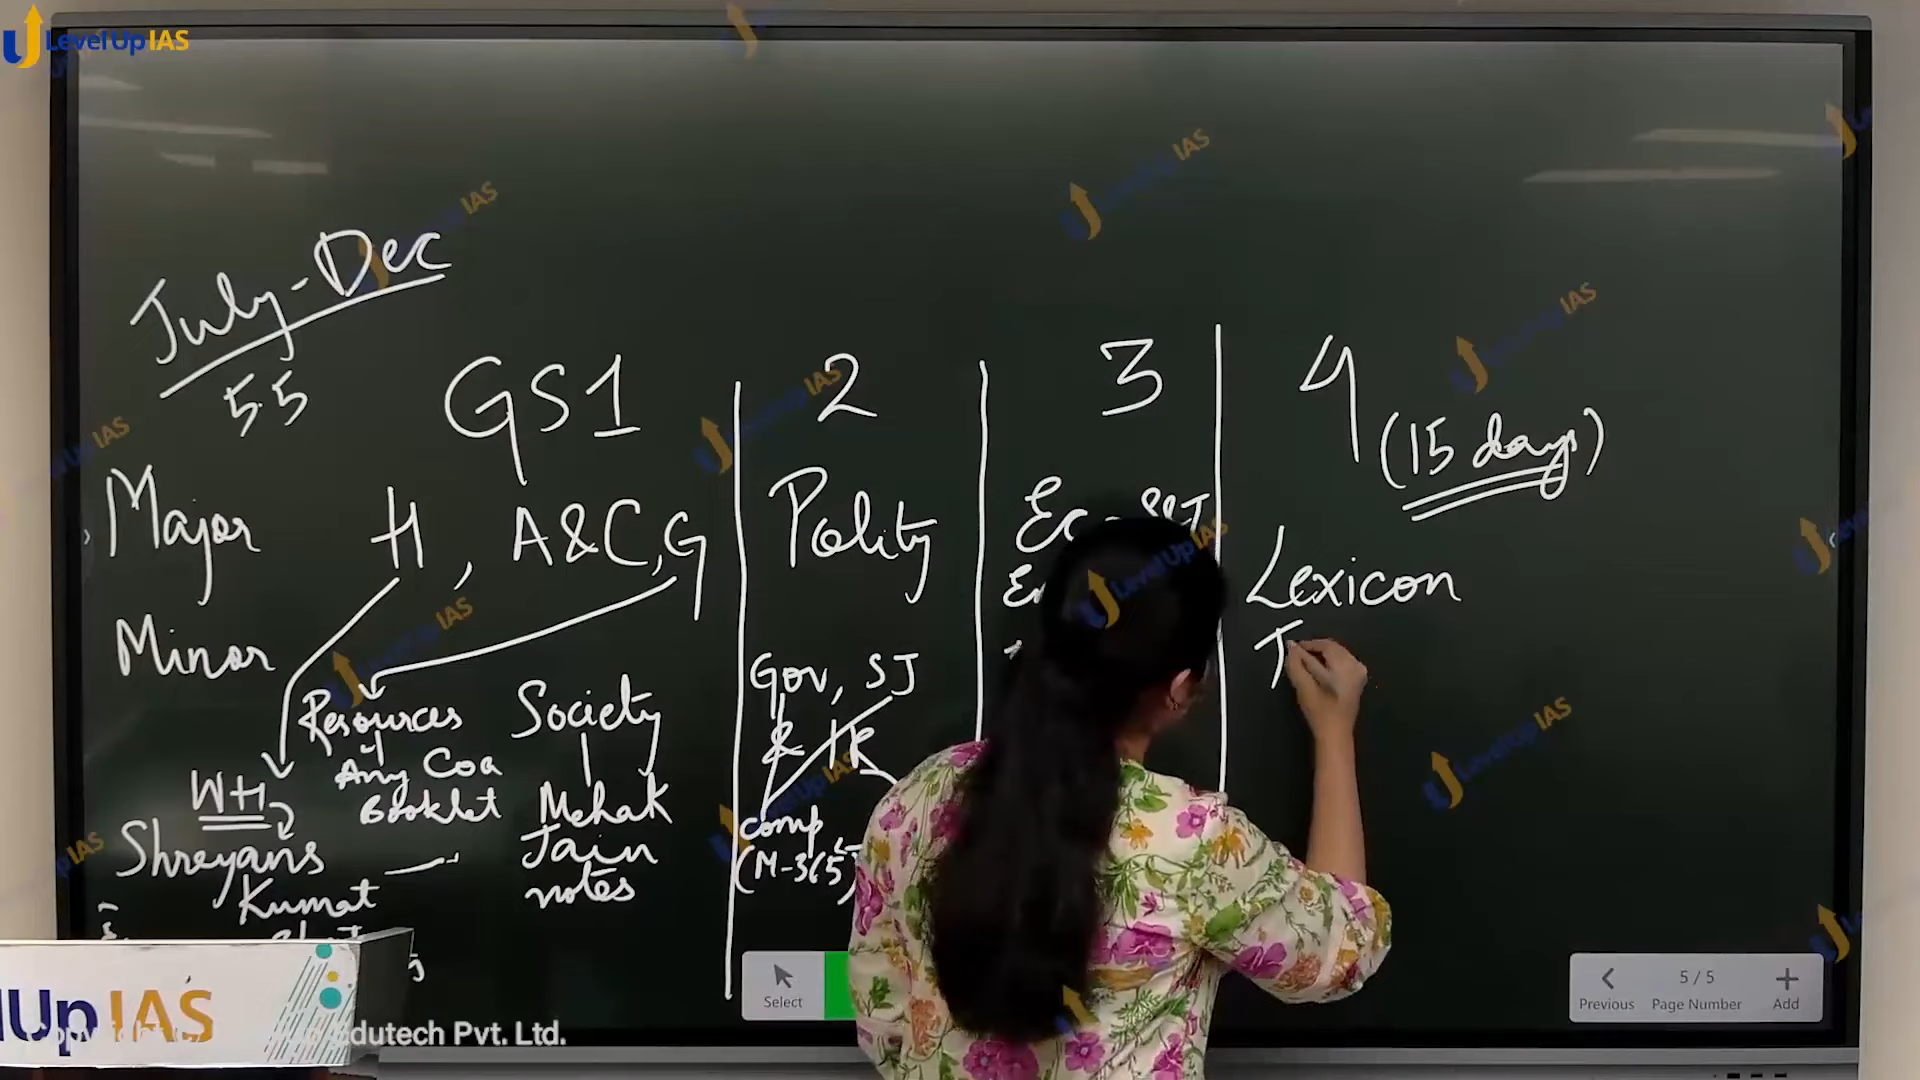 LevelUp IAS
July-Dec
55
GS1
2
3
4
(15 days)
Major
H, A&C, G
Polity
Lexicon
Minor
Resources
Any Coa
Booklet
Society
Mehak
Jain
notes
Gov, SJ
& IR
comp
(M-365)
WH
Shreyans
Kumat
Select
Previous
5 / 5
Page Number
Add
lUp IAS
Edutech Pvt. Ltd.